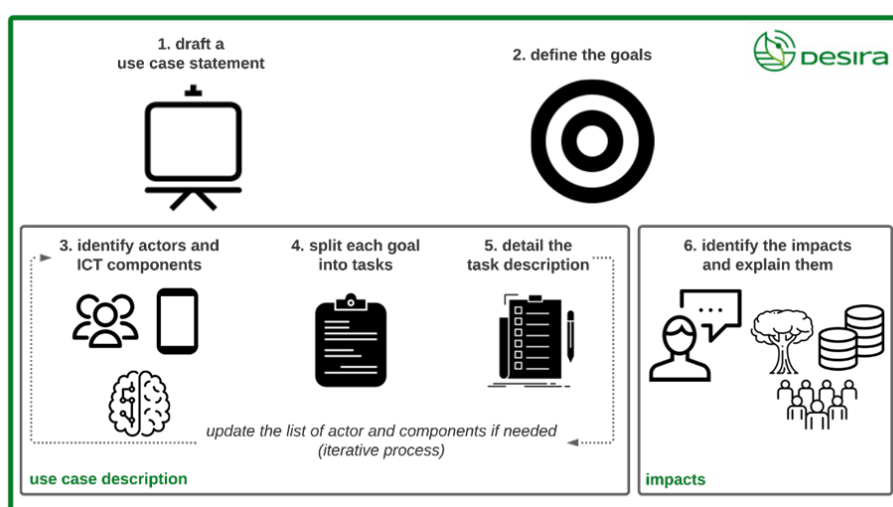 1. draft a
use case statement
2. define the goals
DESIRA
3. identify actors and
ICT components
4. split each goal
into tasks
5. detail the
task description
update the list of actor and components if needed
(iterative process)
use case description
6. identify the impacts
and explain them
impacts